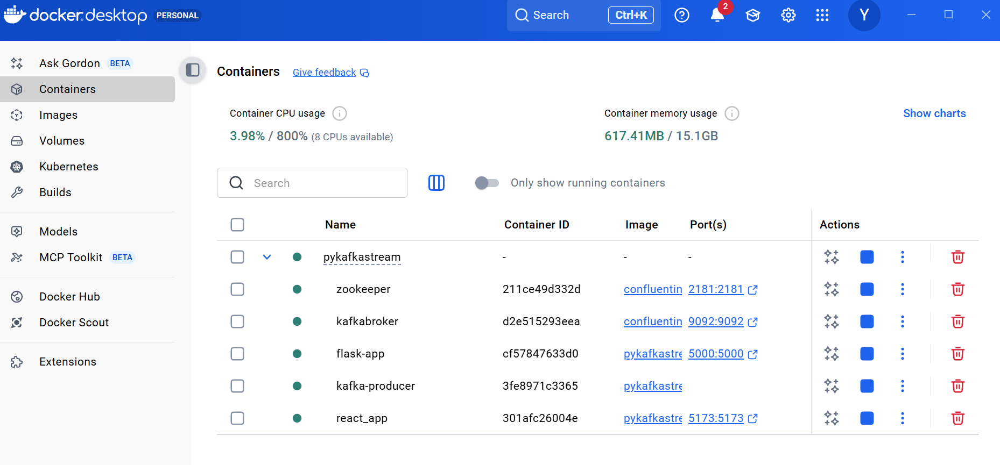 docker.desktop PERSONAL
Search Ctrl+K
2
Y
Ask Gordon BETA
Containers
Images
Volumes
Kubernetes
Builds
Models
MCP Toolkit BETA
Docker Hub
Docker Scout
Extensions
Containers Give feedback
Container CPU usage
3.98% / 800% (8 CPUs available)
Container memory usage
617.41MB / 15.1GB
Show charts
Search
Only show running containers
Name Container ID Image Port(s) Actions
pykafkastream - - -
zookeeper 211ce49d332d confluentin 2181:2181
kafkabroker d2e515293eea confluentin 9092:9092
flask-app cf57847633d0 pykafkastre 5000:5000
kafka-producer 3fe8971c3365 pykafkastre
react_app 301afc26004e pykafkastre 5173:5173